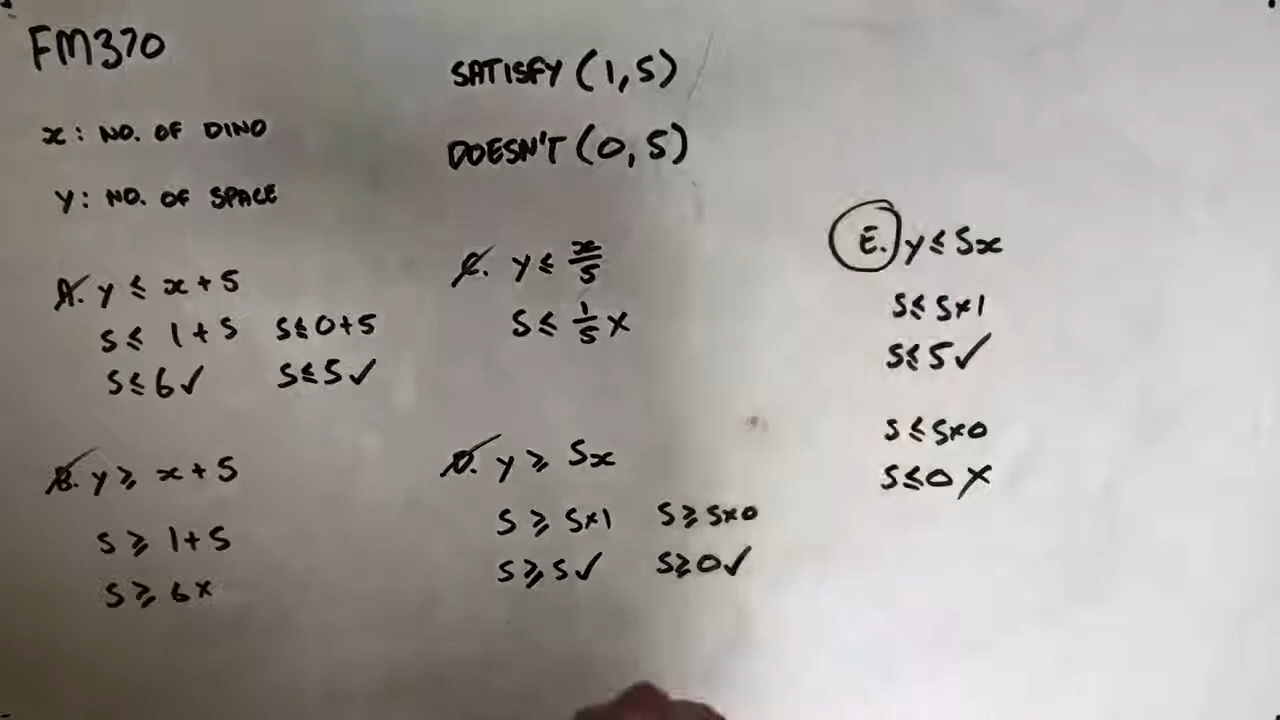 FM370
x: NO. OF DINO
Y: NO. OF SPACE
SATISFY (1,5)
DOESN'T (0,5)
A. y ≤ x + 5
5 ≤ 1 + 5 5 ≤ 0 + 5
5 ≤ 6 ✓ 5 ≤ 5 ✓
B. y ≥ x + 5
5 ≥ 1 + 5
5 ≥ 6 ×
C. y ≤ x/5
5 ≤ 1/5 ×
D. y ≥ 5x
5 ≥ 5×1 5 ≥ 5×0
5 ≥ 5 ✓ 5 ≥ 0 ✓
E. y ≤ 5x
5 ≤ 5×1
5 ≤ 5 ✓
5 ≤ 5×0
5 ≤ 0 ×